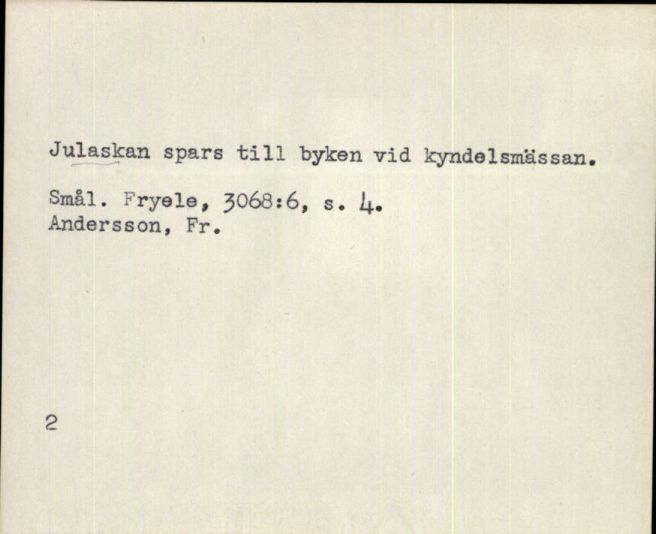 Julaskan spars till byken vid kyndelsmässan.
Smål. Fryele, 3068:6, s. 4.
Andersson, Fr.
2